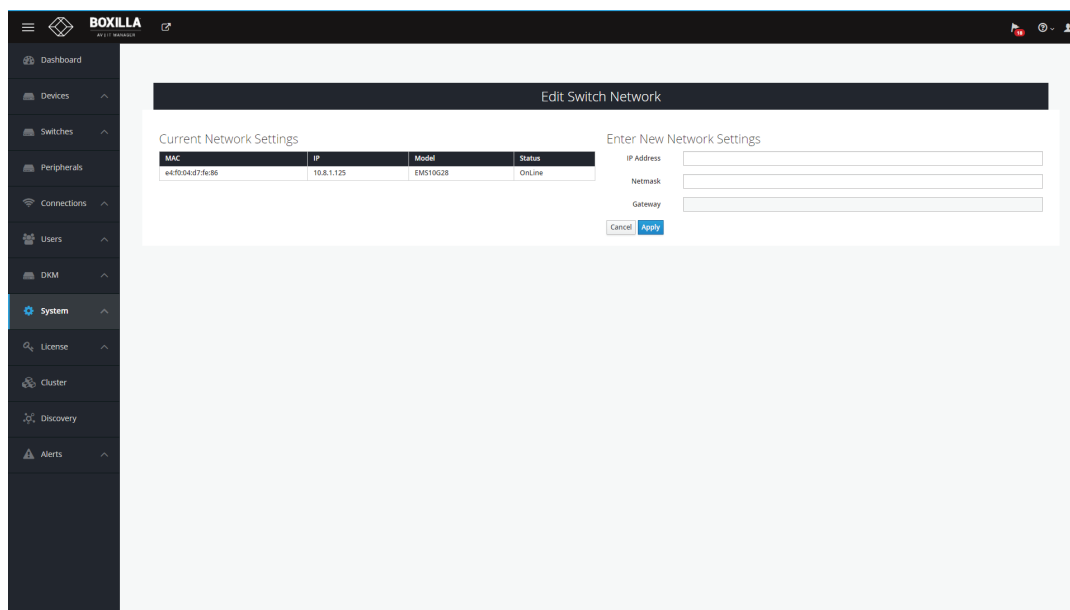 BOXILLA
AV | IT MANAGER
18
Dashboard
Devices
Switches
Peripherals
Connections
Users
DKM
System
License
Cluster
Discovery
Alerts
Edit Switch Network
Current Network Settings
MAC IP Model Status
e4:f0:04:d7:fe:86 10.8.1.125 EMS10G28 OnLine
Enter New Network Settings
IP Address
Netmask
Gateway
Cancel Apply